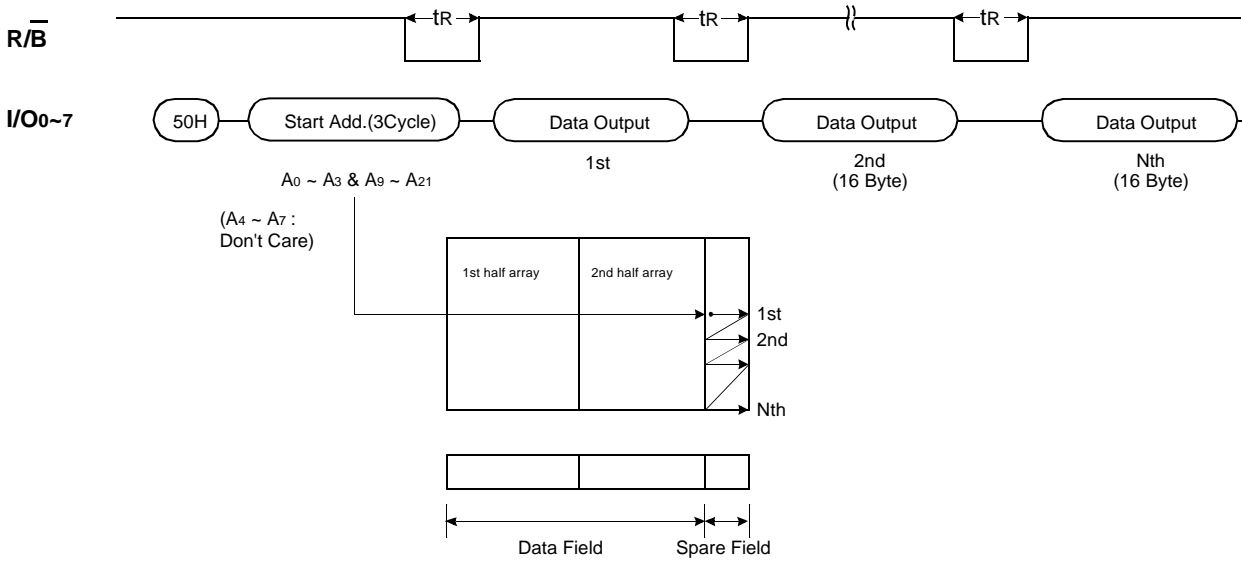 R/B
tR
tR
tR
I/O0~7
50H
Start Add.(3Cycle)
Data Output
Data Output
Data Output
1st
2nd
(16 Byte)
Nth
(16 Byte)
A0 ~ A3 & A9 ~ A21
(A4 ~ A7 :
Don't Care)
1st half array
2nd half array
1st
2nd
Nth
Data Field
Spare Field